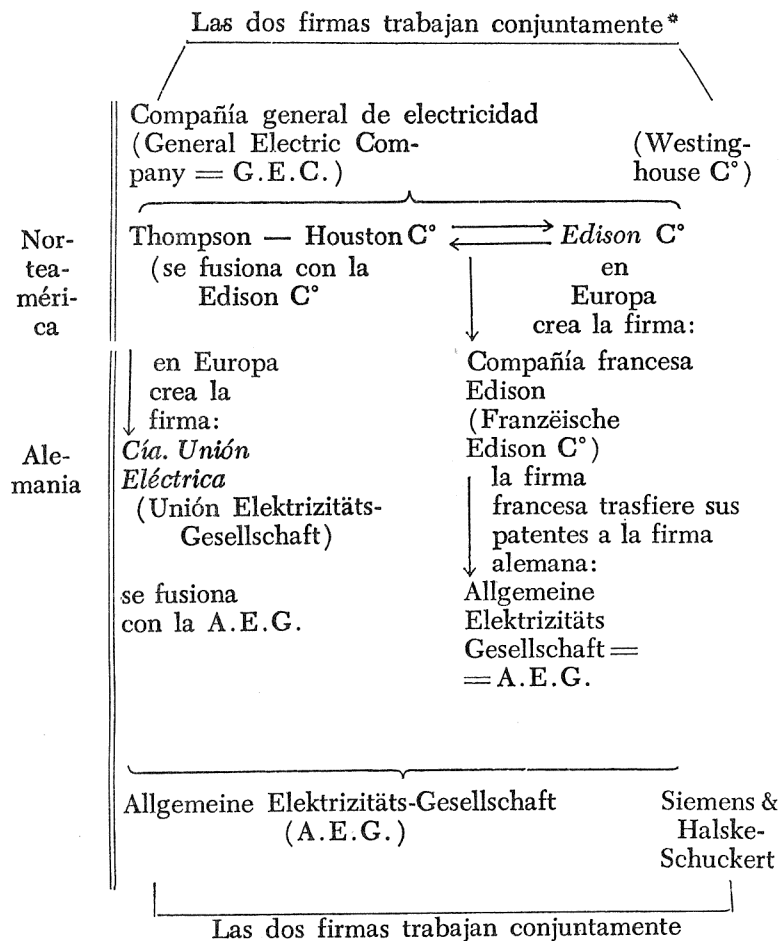 Las dos firmas trabajan conjuntamente*
Compañía general de electricidad
(General Electric Com-
pany = G.E.C.)
(Westing-
house C°)
Nor-
tea-
méri-
ca
Thompson — Houston C°
(se fusiona con la
Edison C°
Edison C°
en
Europa
crea la firma:
en Europa
crea la
firma:
Compañía francesa
Edison
(Franzëische
Edison C°)
Ale-
mania
Cía. Unión
Eléctrica
(Unión Elektrizitäts-
Gesellschaft)
la firma
francesa trasfiere sus
patentes a la firma
alemana:
se fusiona
con la A.E.G.
Allgemeine
Elektrizitäts
Gesellschaft =
= A.E.G.
Allgemeine Elektrizitäts-Gesellschaft
(A.E.G.)
Siemens &
Halske-
Schuckert
Las dos firmas trabajan conjuntamente